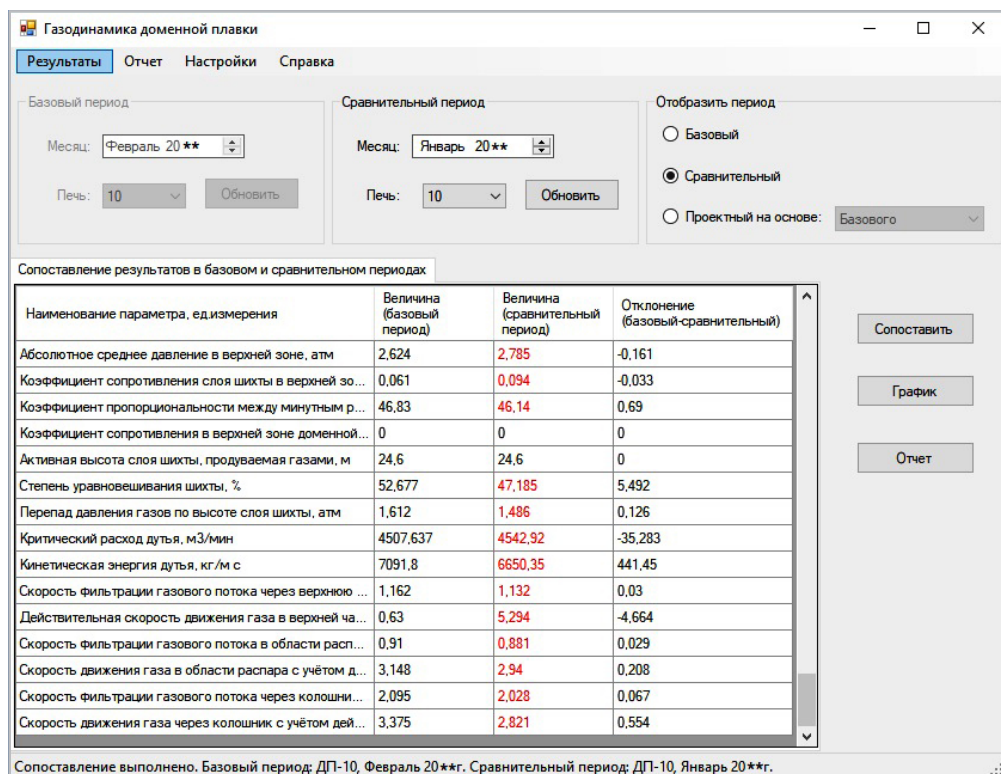 Газодинамика доменной плавки
Результаты Отчет Настройки Справка
Базовый период Сравнительный период Отобразить период
Месяц: Февраль 20** Месяц: Январь 20** Базовый
Сравнительный
Печь: 10 Обновить Печь: 10 Обновить
Проектный на основе: Базового
Сопоставление результатов в базовом и сравнительном периодах
Наименование параметра, ед.измерения Величина (базовый период) Величина (сравнительный период) Отклонение (базовый-сравнительный)
Абсолютное среднее давление в верхней зоне, атм 2,624 2,785 -0,161
Коэффициент сопротивления слоя шихты в верхней зо... 0,061 0,094 -0,033
Коэффициент пропорциональности между минутным р... 46,83 46,14 0,69
Коэффициент сопротивления в верхней зоне доменной... 0 0 0
Активная высота слоя шихты, продуваемая газами, м 24,6 24,6 0
Степень уравновешивания шихты, % 52,677 47,185 5,492
Перепад давления газов по высоте слоя шихты, атм 1,612 1,486 0,126
Критический расход дутья, м3/мин 4507,637 4542,92 -35,283
Кинетическая энергия дутья, кг/м с 7091,8 6650,35 441,45
Скорость фильтрации газового потока через верхнюю ... 1,162 1,132 0,03
Действительная скорость движения газа в верхней ча... 0,63 5,294 -4,664
Скорость фильтрации газового потока в области расп... 0,91 0,881 0,029
Скорость движения газа в области распара с учётом д... 3,148 2,94 0,208
Скорость фильтрации газового потока через колошни... 2,095 2,028 0,067
Скорость движения газа через колошник с учётом дей... 3,375 2,821 0,554
Сопоставить
График
Отчет
Сопоставление выполнено. Базовый период: ДП-10, Февраль 20**г. Сравнительный период: ДП-10, Январь 20**г.